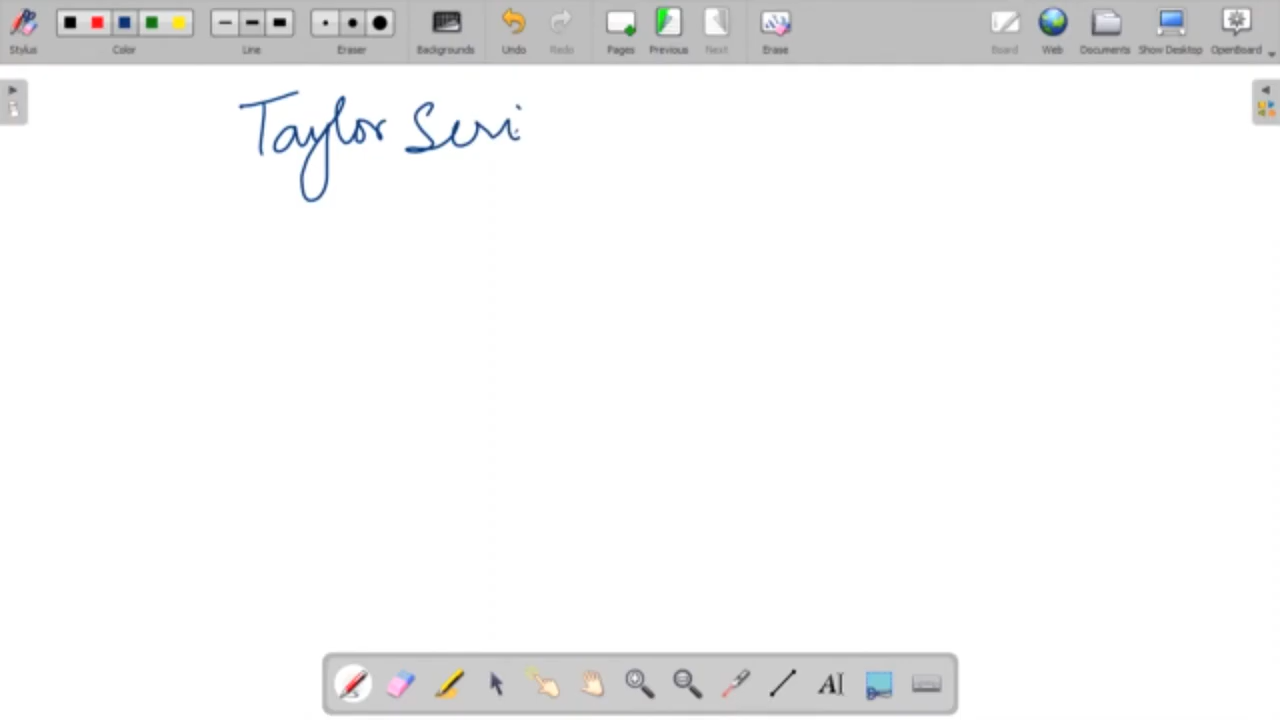 Stylus Color Line Eraser Backgrounds Undo Redo Pages Previous Next Erase Board Web Documents Show Desktop OpenBoard
Taylor Seri
AI